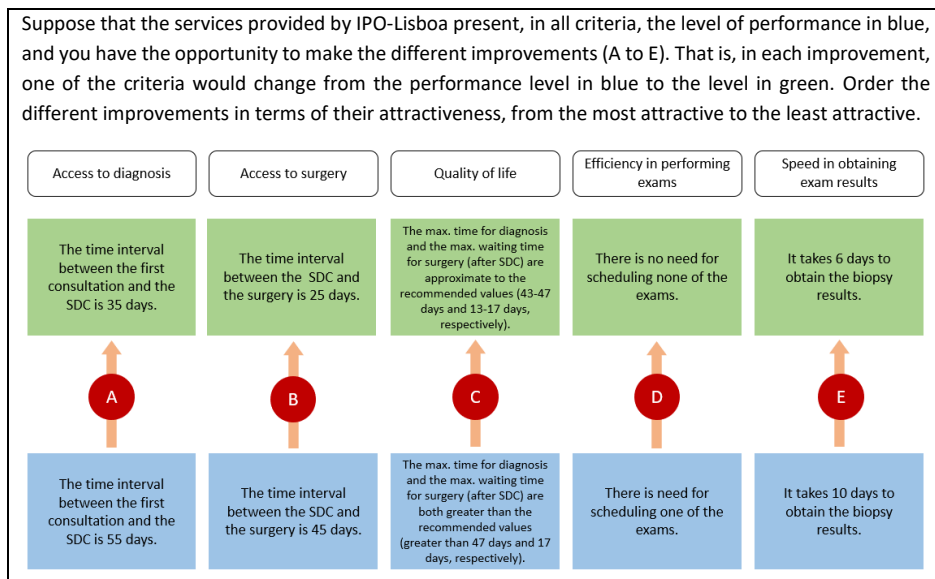 Suppose that the services provided by IPO-Lisboa present, in all criteria, the level of performance in blue,
and you have the opportunity to make the different improvements (A to E). That is, in each improvement,
one of the criteria would change from the performance level in blue to the level in green. Order the
different improvements in terms of their attractiveness, from the most attractive to the least attractive.
Access to diagnosis
Access to surgery
Quality of life
Efficiency in performing
exams
Speed in obtaining
exam results
The time interval
between the first
consultation and the
SDC is 35 days.
The time interval
between the SDC and
the surgery is 25 days.
The max. time for diagnosis
and the max. waiting time
for surgery (after SDC) are
approximate to the
recommended values (43-47
days and 13-17 days,
respectively).
There is no need for
scheduling none of the
exams.
It takes 6 days to
obtain the biopsy
results.
A
B
C
D
E
The time interval
between the first
consultation and the
SDC is 55 days.
The time interval
between the SDC and
the surgery is 45 days.
The max. time for diagnosis
and the max. waiting time
for surgery (after SDC) are
both greater than the
recommended values
(greater than 47 days and 17
days, respectively).
There is need for
scheduling one of the
exams.
It takes 10 days to
obtain the biopsy
results.